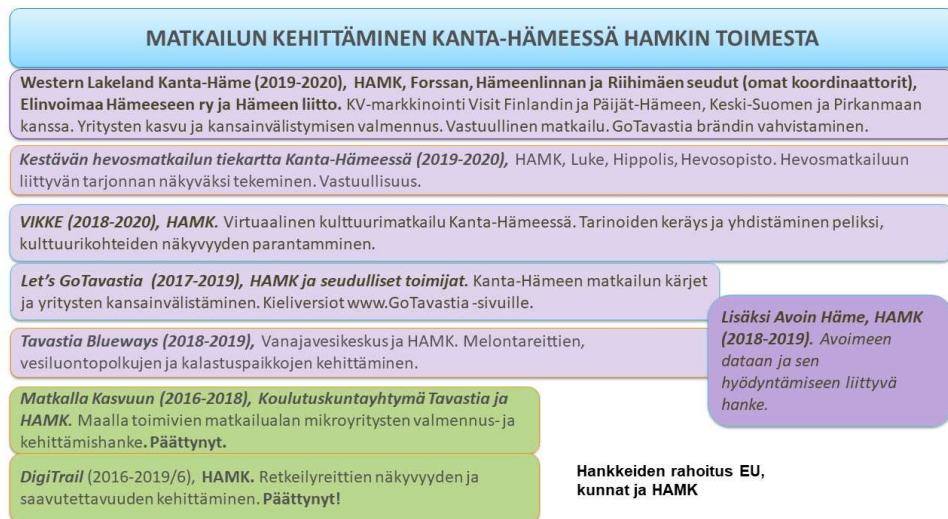 MATKAILUN KEHITTÄMINEN KANTA-HÄMEESSÄ HAMKIN TOIMESTA
Western Lakeland Kanta-Häme (2019-2020), HAMK, Forssan, Hämeenlinnan ja Riihimäen seudut (omat koordinaattorit),
Elinvoimaa Hämeeseen ry ja Hämeen liitto. KV-markkinointi Visit Finlandin ja Päijät-Hämeen, Keski-Suomen ja Pirkanmaan
kanssa. Yritysten kasvu ja kansainvälistymisen valmennus. Vastuullinen matkailu. GoTavastia brändin vahvistaminen.
Kestävän hevosmatkailun tiekartta Kanta-Hämeessä (2019-2020), HAMK, Luke, Hippolis, Hevosopisto. Hevosmatkailuun
liittyvän tarjonnan näkyväksi tekeminen. Vastuullisuus.
VIKKE (2018-2020), HAMK. Virtuaalinen kulttuurimatkailu Kanta-Hämeessä. Tarinoiden keräys ja yhdistäminen peliksi,
kulttuurikohteiden näkyvyyden parantamminen.
Let's GoTavastia (2017-2019), HAMK ja seudulliset toimijat. Kanta-Hämeen matkailun kärjet
ja yritysten kansainvälistäminen. Kieliversiot www.GoTavastia -sivuille.
Tavastia Blueways (2018-2019), Vanajavesikeskus ja HAMK. Melontareittien,
vesiluontopolkujen ja kalastuspaikkojen kehittäminen.
Lisäksi Avoin Häme, HAMK
(2018-2019). Avoimeen
dataan ja sen
hyödyntämiseen liittyvä
hanke.
Matkalla Kasvuun (2016-2018), Koulutuskuntayhtymä Tavastia ja
HAMK. Maalla toimivien matkailualan mikroyritysten valmennus- ja
kehittämishanke. Päättynyt.
DigiTrail (2016-2019/6), HAMK. Retkeilyreittien näkyvyyden ja
saavutettavuuden kehittäminen. Päättynyt!
Hankkeiden rahoitus EU,
kunnat ja HAMK